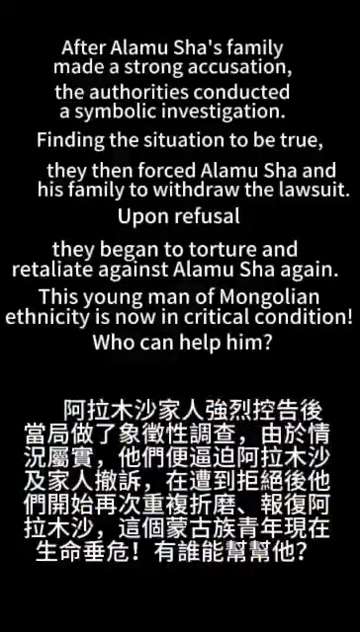 After Alamu Sha's family
made a strong accusation,
the authorities conducted
a symbolic investigation.
Finding the situation to be true,
they then forced Alamu Sha and
his family to withdraw the lawsuit.
Upon refusal
they began to torture and
retaliate against Alamu Sha again.
This young man of Mongolian
ethnicity is now in critical condition!
Who can help him?
阿拉木沙家人強烈控告後
當局做了象徵性調查，由於情
況屬實，他們便逼迫阿拉木沙
及家人撤訴，在遭到拒絕後他
們開始再次重複折磨、報復阿
拉木沙，這個蒙古族青年現在
生命垂危！有誰能幫幫他？